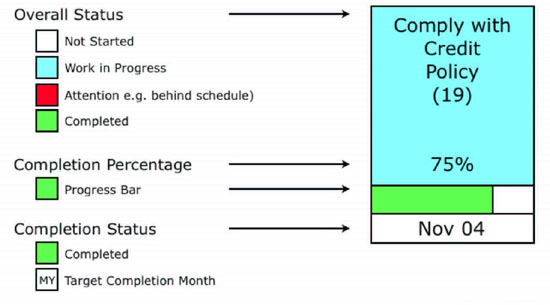 Overall Status
Not Started
Work in Progress
Attention e.g. behind schedule)
Completed
Completion Percentage
Progress Bar
Completion Status
Completed
MY Target Completion Month
Comply with
Credit
Policy
(19)
75%
Nov 04